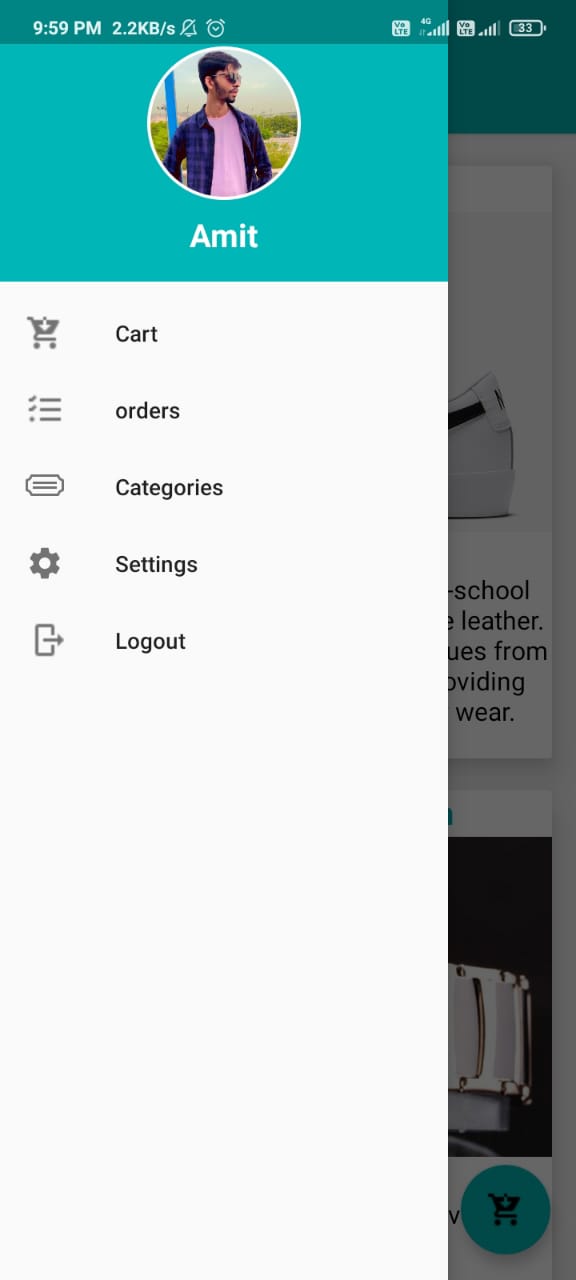 9:59 PM 2.2KB/s Vo LTE 4G Vo LTE 33
Amit
Cart
orders
Categories
Settings
Logout
-school
leather.
ues from
oviding
wear.